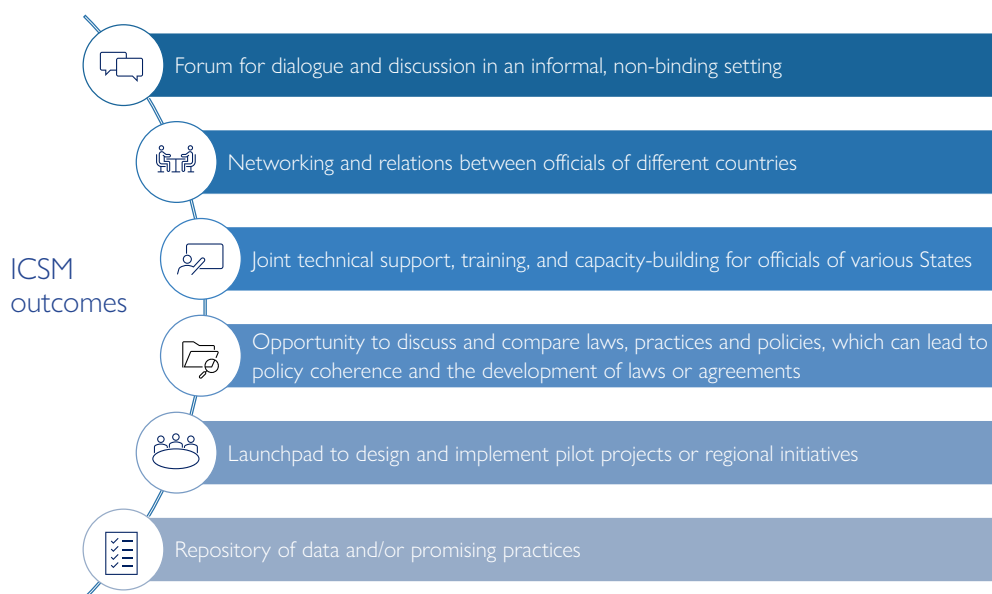 Forum for dialogue and discussion in an informal, non-binding setting
Networking and relations between officials of different countries
ICSM
outcomes
Joint technical support, training, and capacity-building for officials of various States
Opportunity to discuss and compare laws, practices and policies, which can lead to
policy coherence and the development of laws or agreements
Launchpad to design and implement pilot projects or regional initiatives
Repository of data and/or promising practices